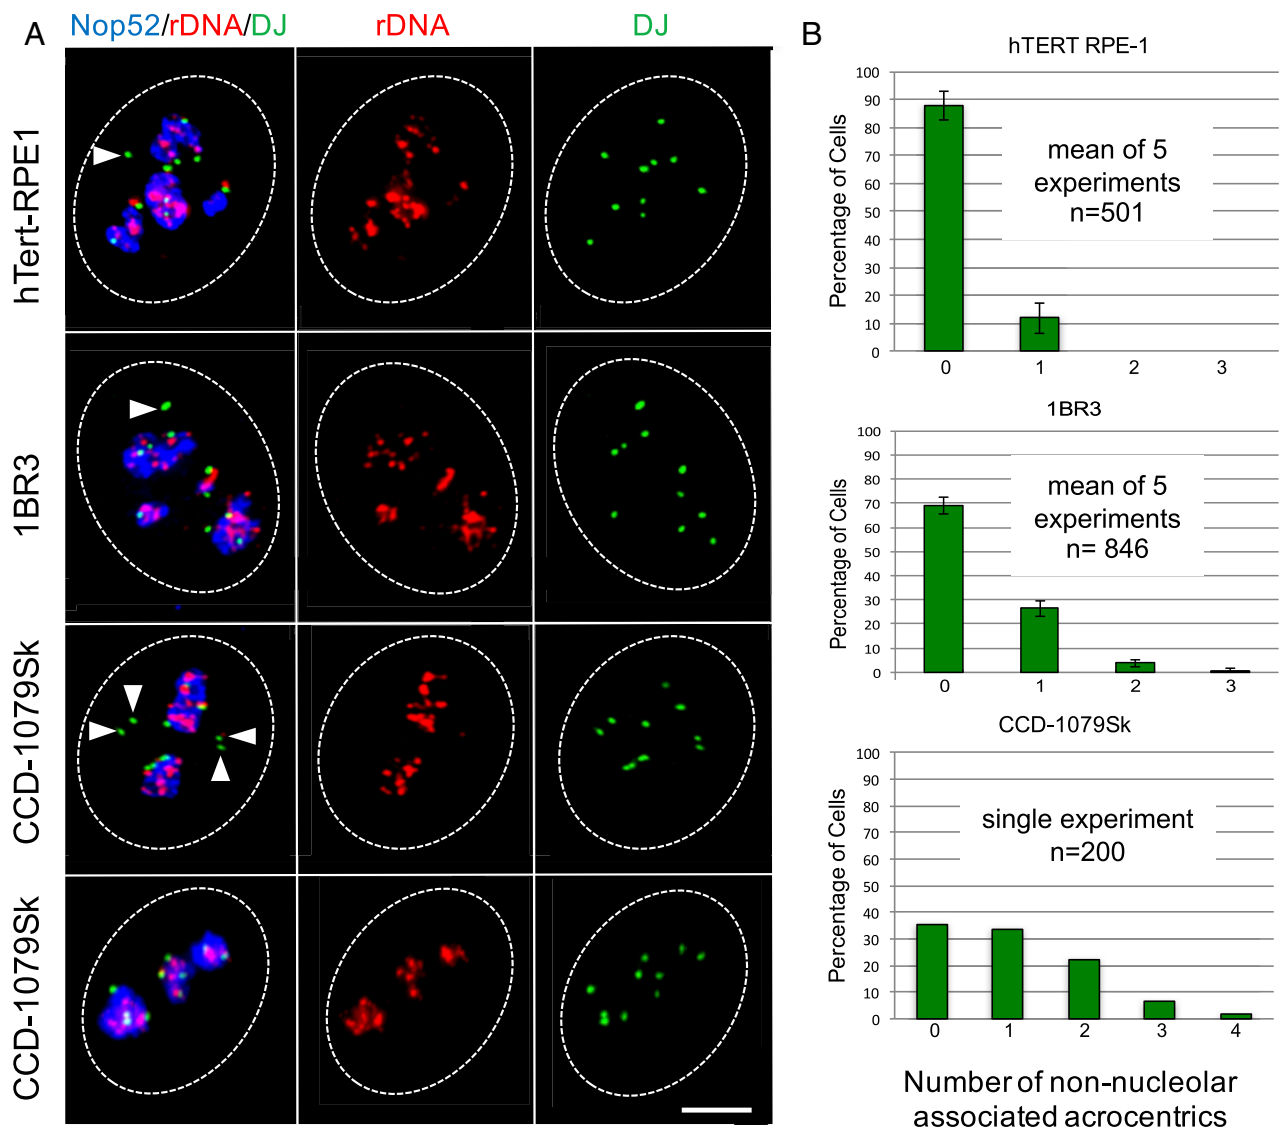 A
Nop52/rDNA/DJ
rDNA
DJ
hTert-RPE1
1BR3
CCD-1079Sk
CCD-1079Sk
B
hTERT RPE-1
Percentage of Cells
100
90
80
70
60
50
40
30
20
10
0
mean of 5
experiments
n=501
0 1 2 3
1BR3
Percentage of Cells
100
90
80
70
60
50
40
30
20
10
0
mean of 5
experiments
n= 846
0 1 2 3
CCD-1079Sk
Percentage of Cells
100
90
80
70
60
50
40
30
20
10
0
single experiment
n=200
0 1 2 3 4
Number of non-nucleolar
associated acrocentrics